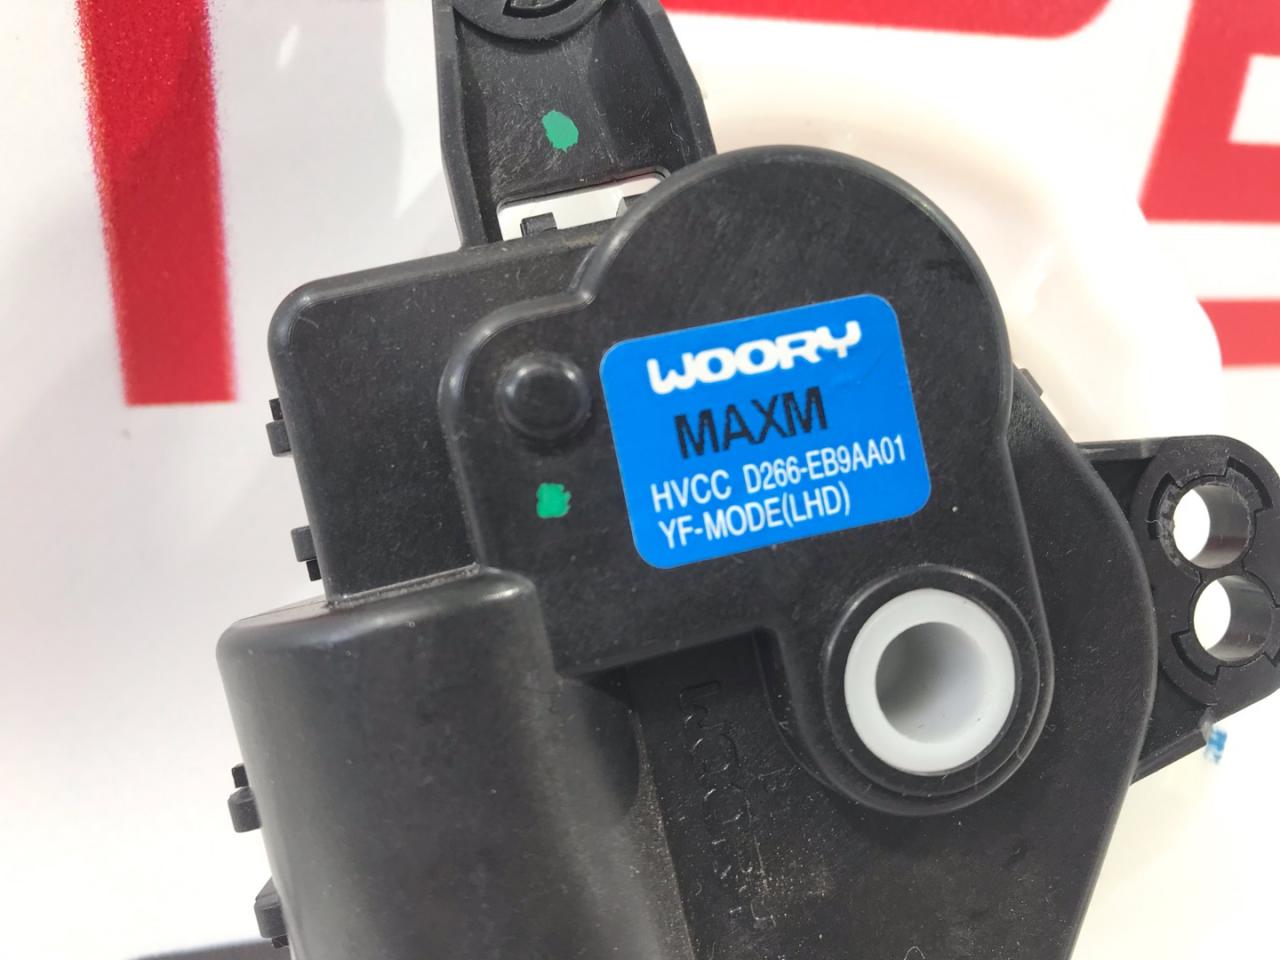 WOORY
MAXM
HVCC D266-EB9AA01
YF-MODE(LHD)